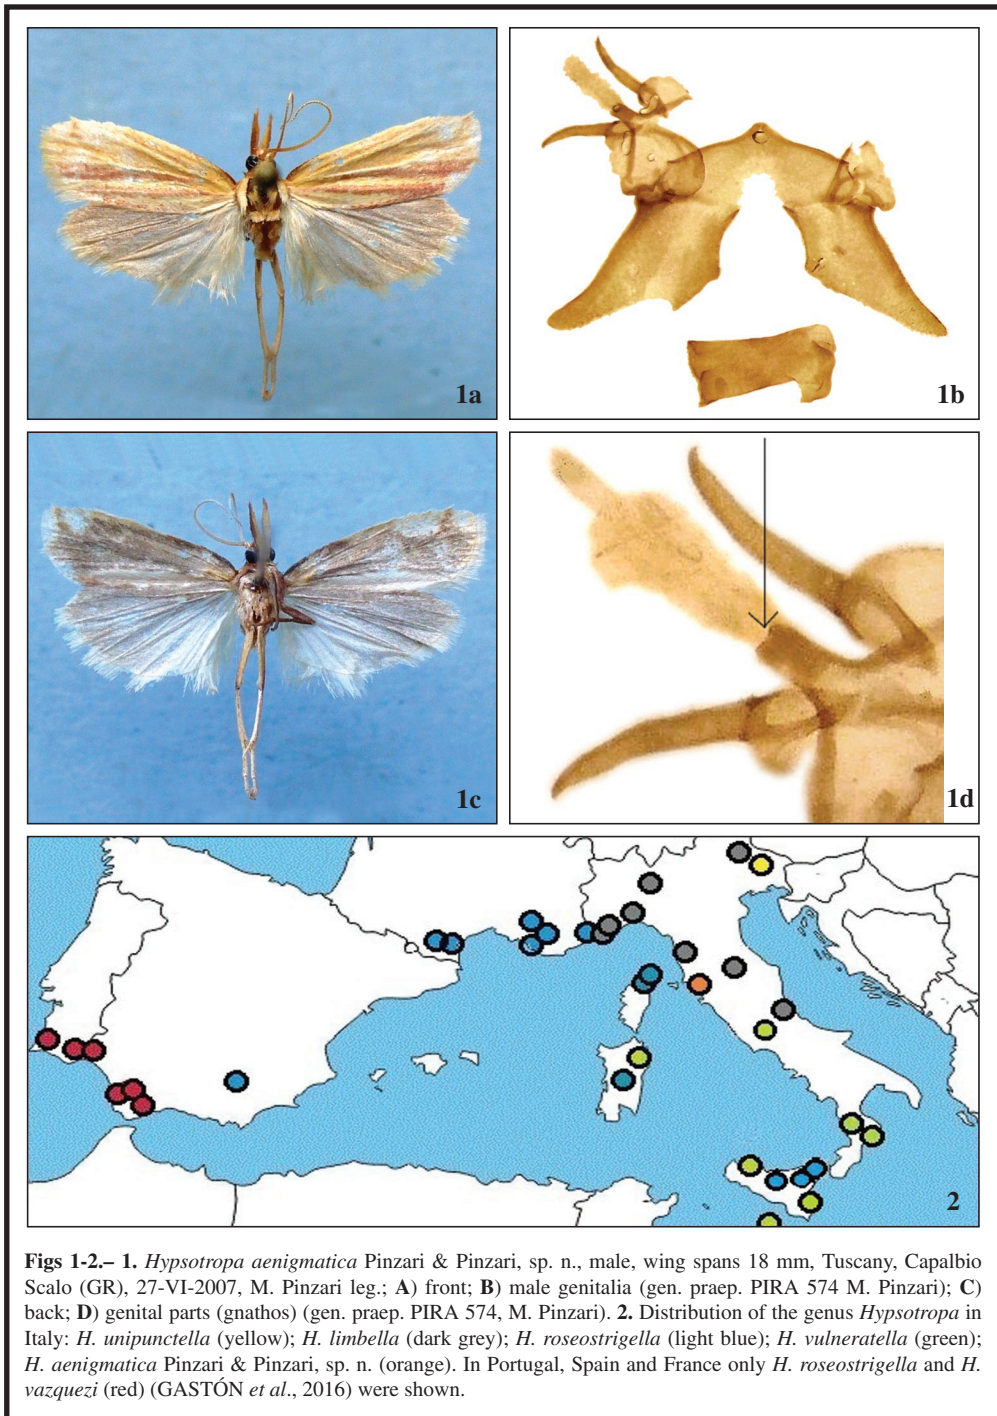 1a
1b
1c
1d
2
Figs 1-2.– 1. Hypsotropa aenigmatica Pinzari & Pinzari, sp. n., male, wing spans 18 mm, Tuscany, Capalbio
Scalo (GR), 27-VI-2007, M. Pinzari leg.; A) front; B) male genitalia (gen. praep. PIRA 574 M. Pinzari); C)
back; D) genital parts (gnathos) (gen. praep. PIRA 574, M. Pinzari). 2. Distribution of the genus Hypsotropa in
Italy: H. unipunctella (yellow); H. limbella (dark grey); H. roseostrigella (light blue); H. vulneratella (green);
H. aenigmatica Pinzari & Pinzari, sp. n. (orange). In Portugal, Spain and France only H. roseostrigella and H.
vazquezi (red) (GASTÓN et al., 2016) were shown.